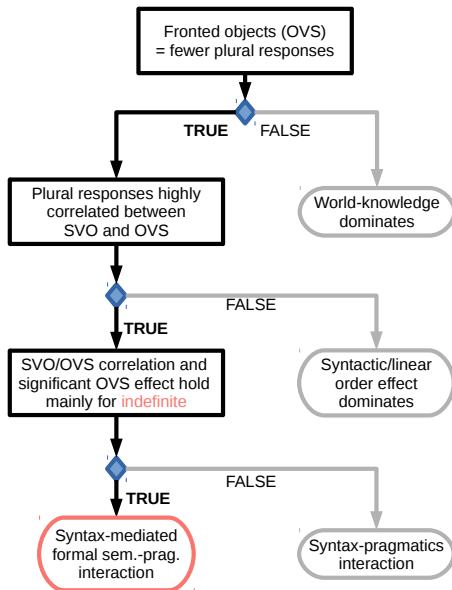 Fronted objects (OVS)
= fewer plural responses
TRUE
FALSE
Plural responses highly
correlated between
SVO and OVS
World-knowledge
dominates
FALSE
TRUE
SVO/OVS correlation and
significant OVS effect hold
mainly for indefinite
Syntactic/linear
order effect
dominates
FALSE
TRUE
Syntax-mediated
formal sem.-prag.
interaction
Syntax-pragmatics
interaction